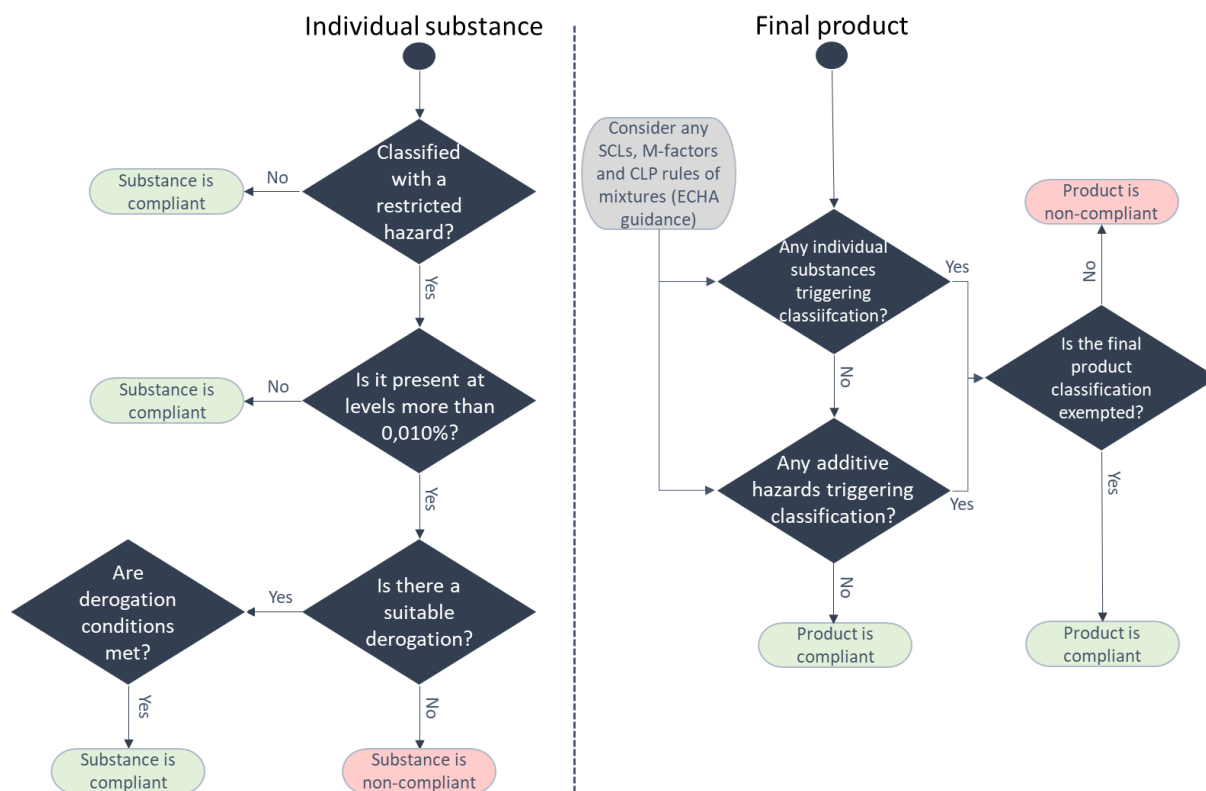 Individual substance
Classified
with a
restricted
hazard?
No
Substance is
compliant
Yes
Is it present at
levels more than
0,010%?
No
Substance is
compliant
Yes
Is there a
suitable
derogation?
Yes
Are
derogation
conditions
met?
Yes
Substance is
compliant
No
Substance is
non-compliant
Final product
Consider any
SCLs, M-factors
and CLP rules of
mixtures (ECHA
guidance)
Any individual
substances
triggering
classiifcation?
Yes
No
Any additive
hazards triggering
classification?
Yes
No
Product is
compliant
Is the final
product
classification
exempted?
No
Product is
non-compliant
Yes
Product is
compliant